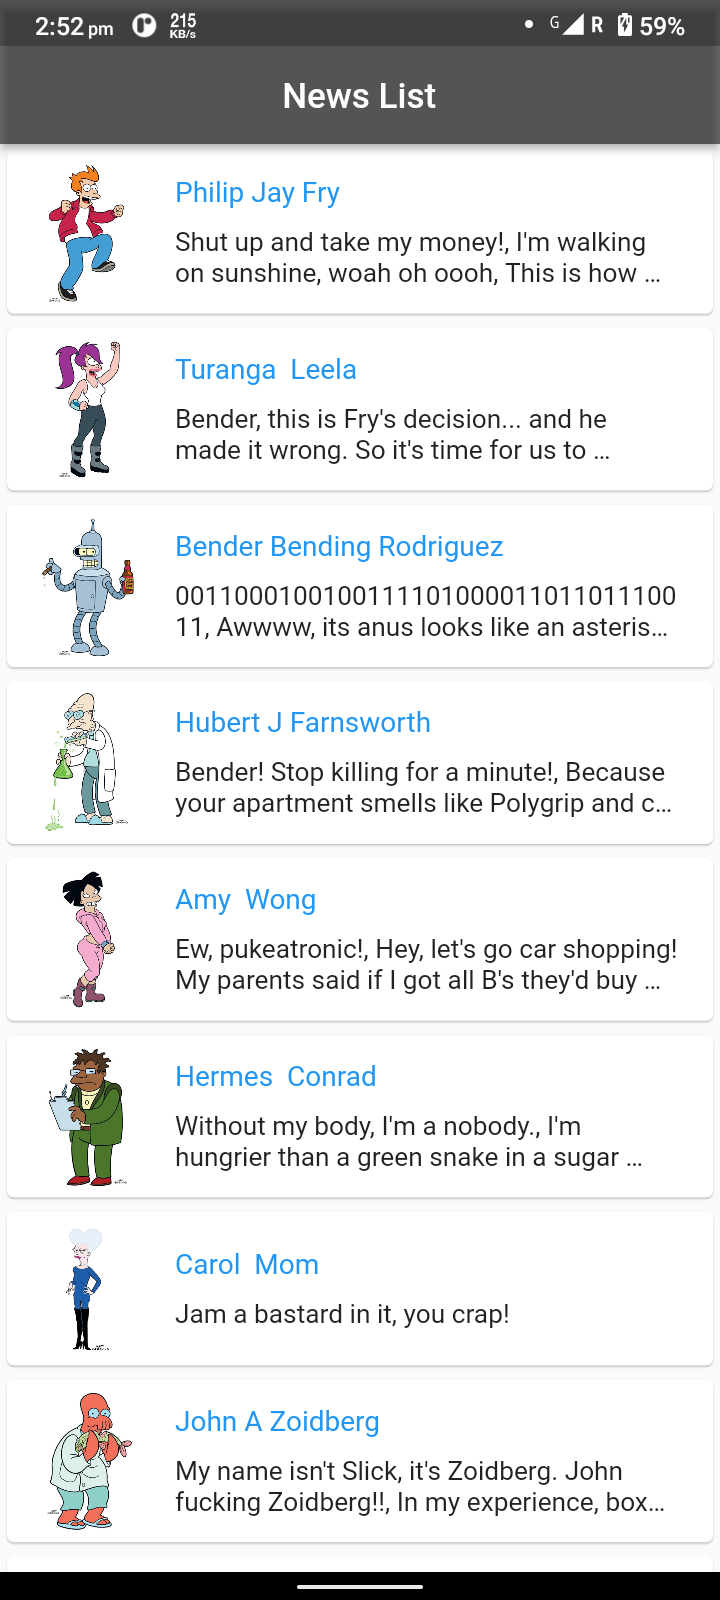 2:52 pm 215 KB/s G R 59%
News List
Philip Jay Fry
Shut up and take my money!, I'm walking
on sunshine, woah oh oooh, This is how ...
Turanga  Leela
Bender, this is Fry's decision... and he
made it wrong. So it's time for us to ...
Bender Bending Rodriguez
0011000100100111101000011011011100
11, Awwww, its anus looks like an asteris...
Hubert J Farnsworth
Bender! Stop killing for a minute!, Because
your apartment smells like Polygrip and c...
Amy  Wong
Ew, pukeatronic!, Hey, let's go car shopping!
My parents said if I got all B's they'd buy ...
Hermes  Conrad
Without my body, I'm a nobody., I'm
hungrier than a green snake in a sugar ...
Carol  Mom
Jam a bastard in it, you crap!
John A Zoidberg
My name isn't Slick, it's Zoidberg. John
fucking Zoidberg!!, In my experience, box...